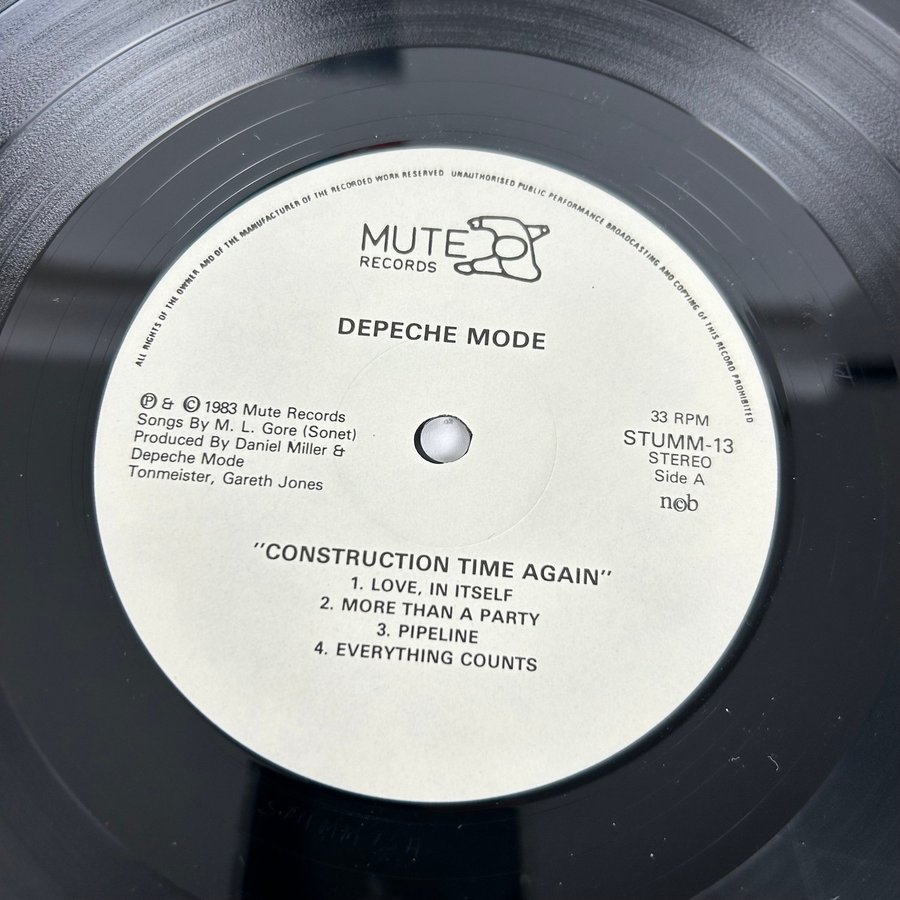 ALL RIGHTS OF THE OWNER AND OF THE MANUFACTURER OF THE RECORDED WORK RESERVED UNAUTHORISED PUBLIC PERFORMANCE BROADCASTING AND COPYING OF THIS RECORD PROHIBITED
MUTE
RECORDS
DEPECHE MODE
℗ & © 1983 Mute Records
Songs By M. L. Gore (Sonet)
Produced By Daniel Miller &
Depeche Mode
Tonmeister, Gareth Jones
33 RPM
STUMM-13
STEREO
Side A
n©b
"CONSTRUCTION TIME AGAIN"
1. LOVE, IN ITSELF
2. MORE THAN A PARTY
3. PIPELINE
4. EVERYTHING COUNTS